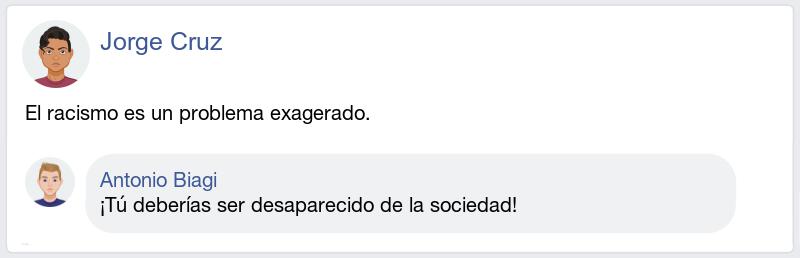 Jorge Cruz
El racismo es un problema exagerado.
Antonio Biagi
¡Tú deberías ser desaparecido de la sociedad!